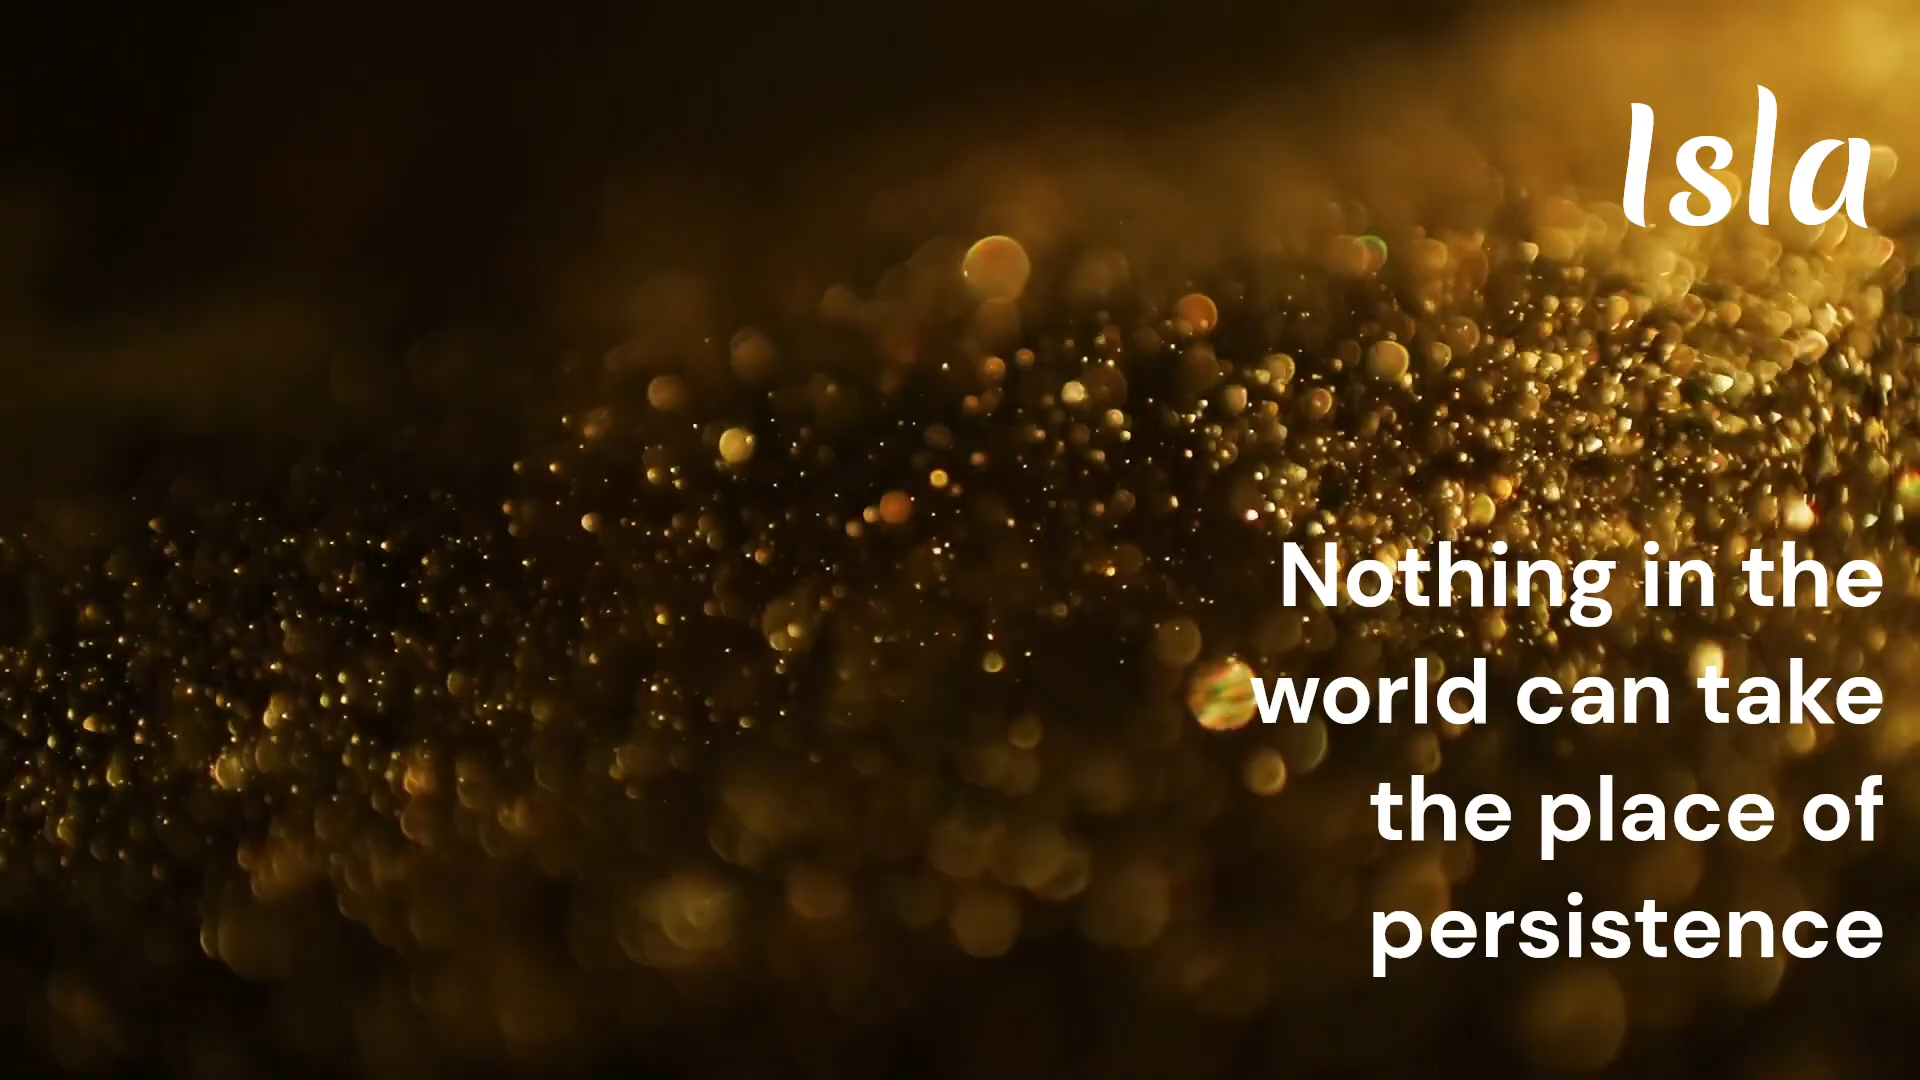 Isla
Nothing in the
world can take
the place of
persistence